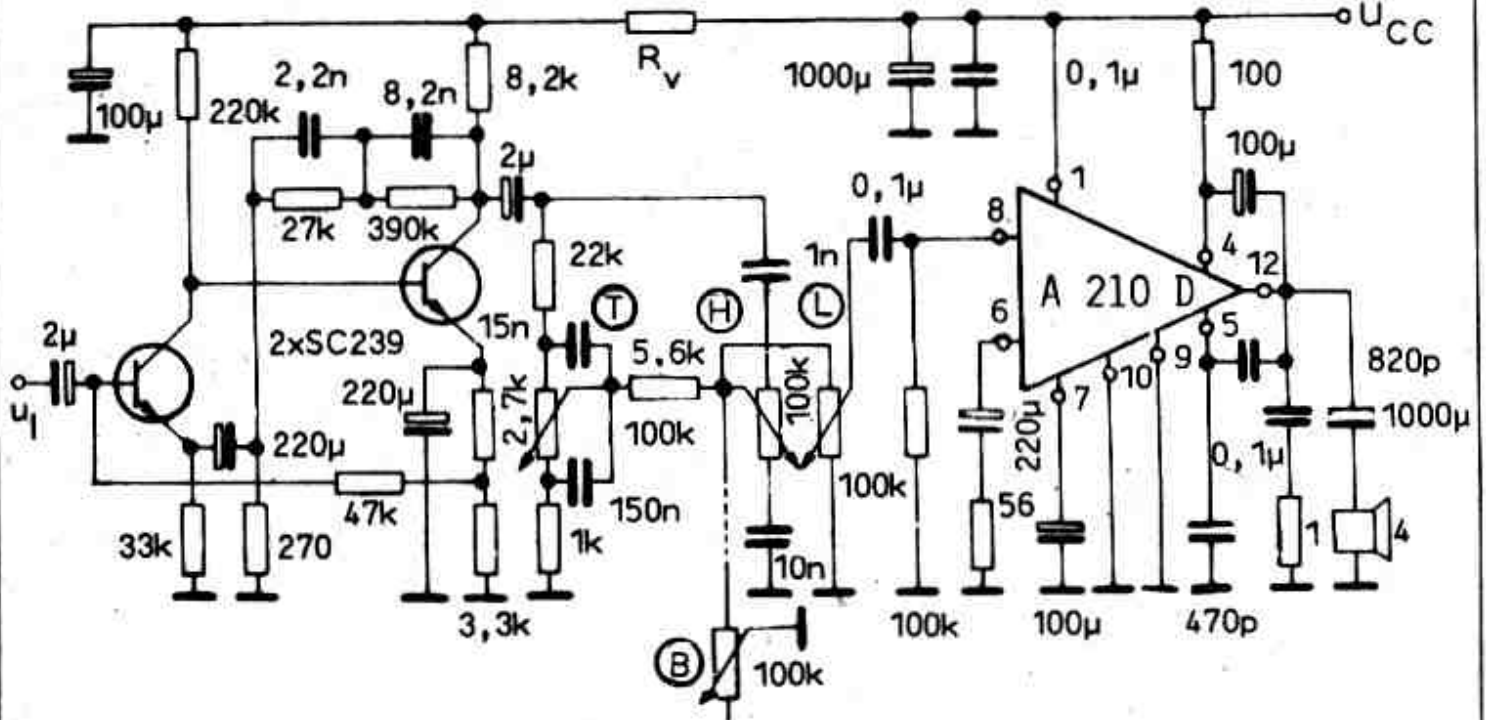 U CC
R v
100µ
220k
2,2n
8,2n
8,2k
1000µ
0,1µ
100
27k
390k
2µ
0,1µ
100µ
1
8
4
12
22k
1n
A 210 D
T
H
L
15n
2xSC239
2µ
5.6k
6
5
9
10
7
820p
u I
220µ
2,7k
100k
100k
220µ
1000µ
220µ
0,1µ
47k
150n
100k
56
33k
270
1k
10n
1
4
3,3k
100k
100µ
470p
B
100k